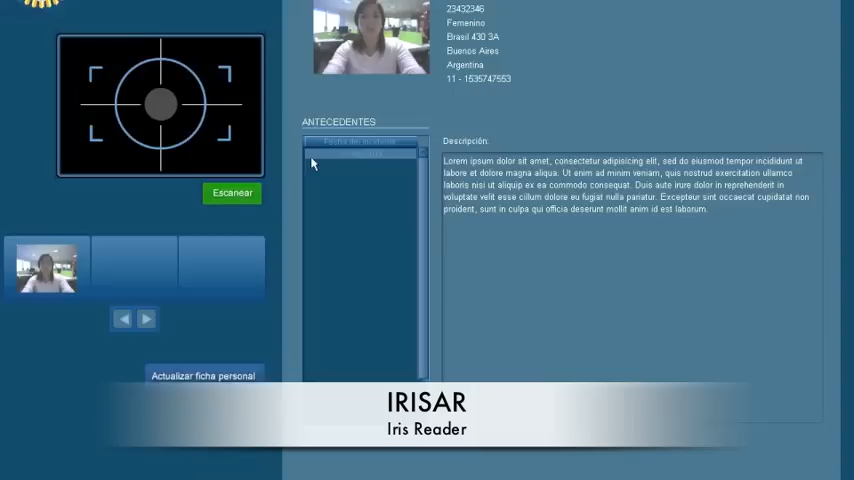 23432346
Femenino
Brasil 430 3A
Buenos Aires
Argentina
11 - 1535747553
ANTECEDENTES
Fecha del incidente
Descripción:
Lorem ipsum dolor sit amet, consectetur adipisicing elit, sed do eiusmod tempor incididunt ut
labore et dolore magna aliqua. Ut enim ad minim veniam, quis nostrud exercitation ullamco
laboris nisi ut aliquip ex ea commodo consequat. Duis aute irure dolor in reprehenderit in
voluptate velit esse cillum dolore eu fugiat nulla pariatur. Excepteur sint occaecat cupidatat non
proident, sunt in culpa qui officia deserunt mollit anim id est laborum.
Escanear
Actualizar ficha personal
IRISAR
Iris Reader